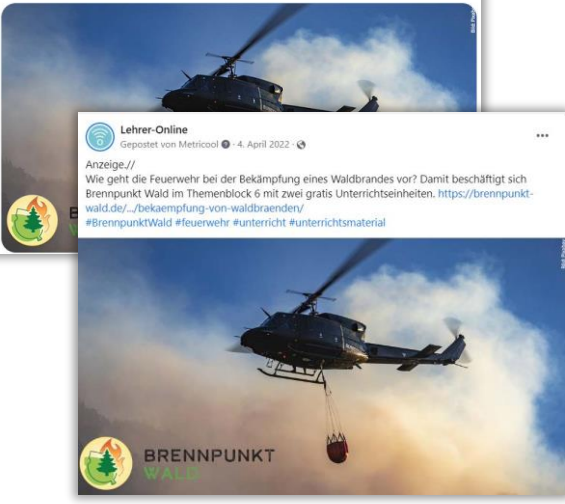 Lehrer-Online
Gepostet von Metricool · 4. April 2022 ·
Anzeige.//
Wie geht die Feuerwehr bei der Bekämpfung eines Waldbrandes vor? Damit beschäftigt sich
Brennpunkt Wald im Themenblock 6 mit zwei gratis Unterrichtseinheiten. https://brennpunkt-
wald.de/.../bekaempfung-von-waldbraenden/
#BrennpunktWald #feuerwehr #unterricht #unterrichtsmaterial
BRENNPUNKT
WALD